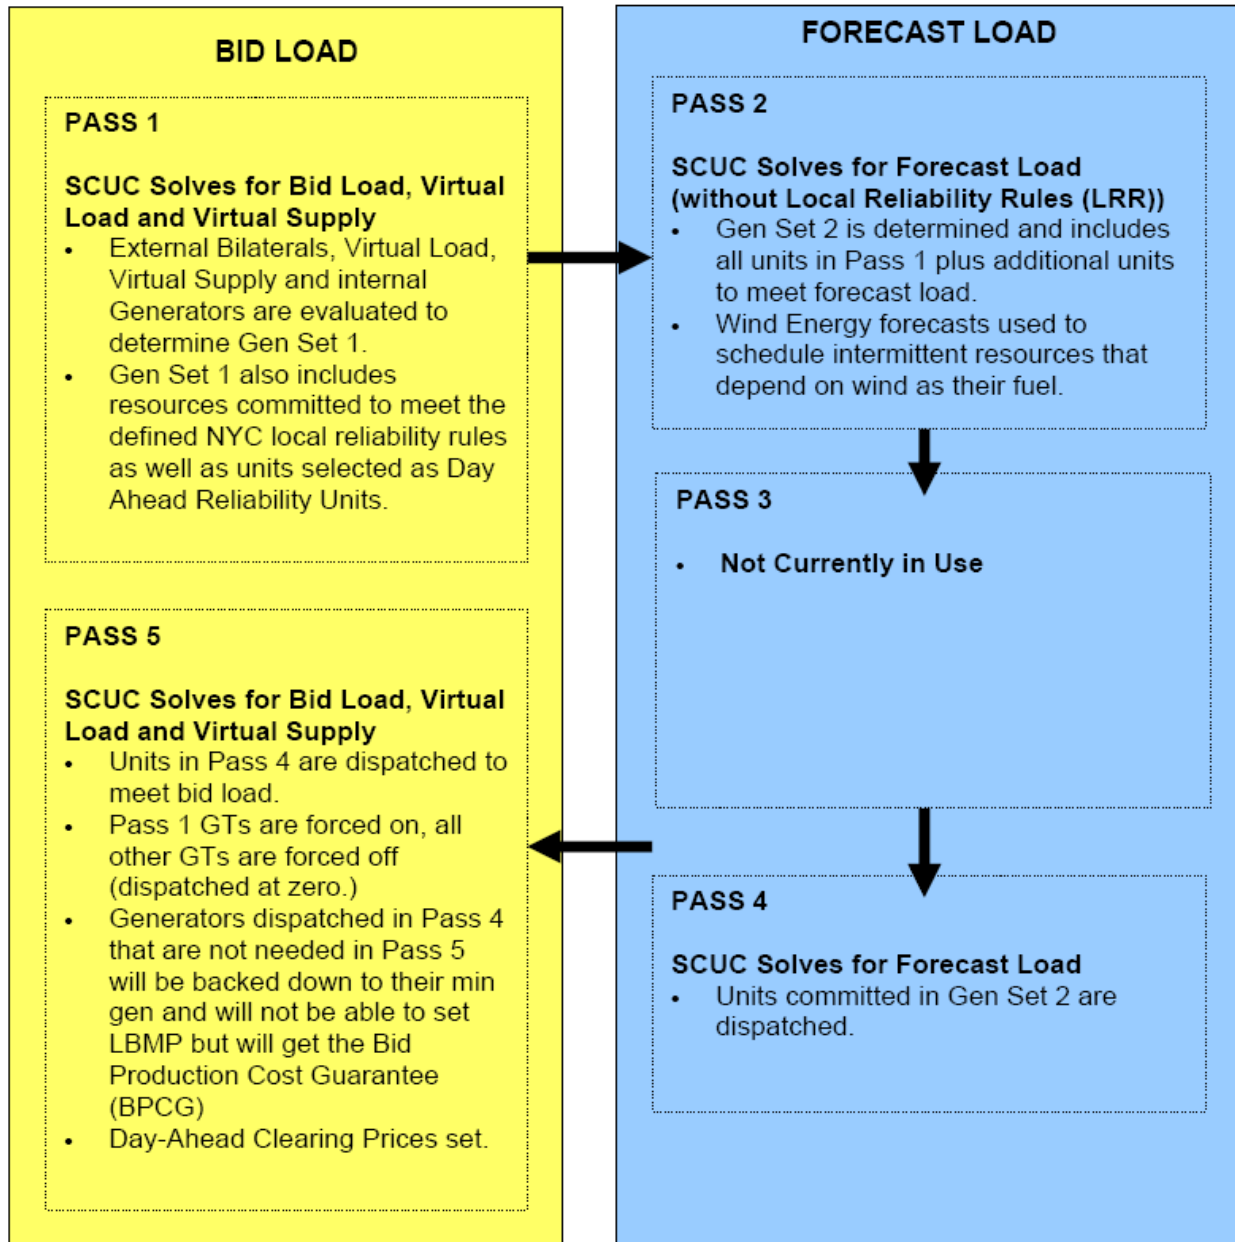 BID LOAD
PASS 1
SCUC Solves for Bid Load, Virtual
Load and Virtual Supply
• External Bilaterals, Virtual Load,
Virtual Supply and internal
Generators are evaluated to
determine Gen Set 1.
• Gen Set 1 also includes
resources committed to meet the
defined NYC local reliability rules
as well as units selected as Day
Ahead Reliability Units.
FORECAST LOAD
PASS 2
SCUC Solves for Forecast Load
(without Local Reliability Rules (LRR))
• Gen Set 2 is determined and includes
all units in Pass 1 plus additional units
to meet forecast load.
• Wind Energy forecasts used to
schedule intermittent resources that
depend on wind as their fuel.
PASS 3
• Not Currently in Use
PASS 4
SCUC Solves for Forecast Load
• Units committed in Gen Set 2 are
dispatched.
PASS 5
SCUC Solves for Bid Load, Virtual
Load and Virtual Supply
• Units in Pass 4 are dispatched to
meet bid load.
• Pass 1 GTs are forced on, all
other GTs are forced off
(dispatched at zero.)
• Generators dispatched in Pass 4
that are not needed in Pass 5
will be backed down to their min
gen and will not be able to set
LBMP but will get the Bid
Production Cost Guarantee
(BPCG)
• Day-Ahead Clearing Prices set.